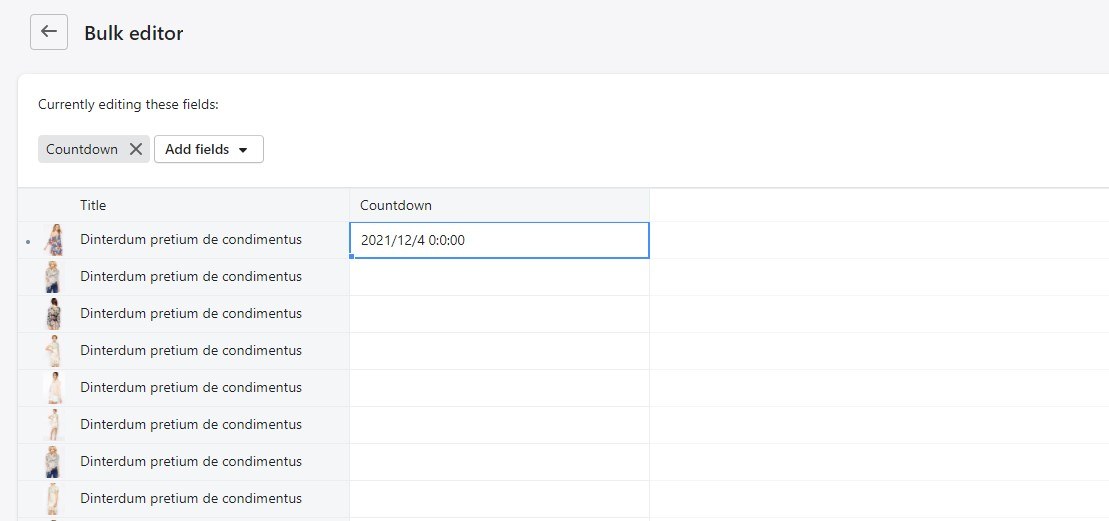 Bulk editor
Currently editing these fields:
Countdown Add fields
Title Countdown
Dinterdum pretium de condimentus 2021/12/4 0:0:00
Dinterdum pretium de condimentus
Dinterdum pretium de condimentus
Dinterdum pretium de condimentus
Dinterdum pretium de condimentus
Dinterdum pretium de condimentus
Dinterdum pretium de condimentus
Dinterdum pretium de condimentus